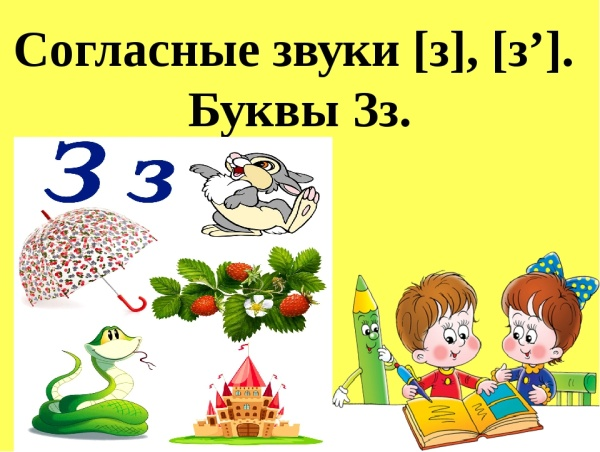 Согласные звуки [з], [з’].
Буквы Зз.
З з